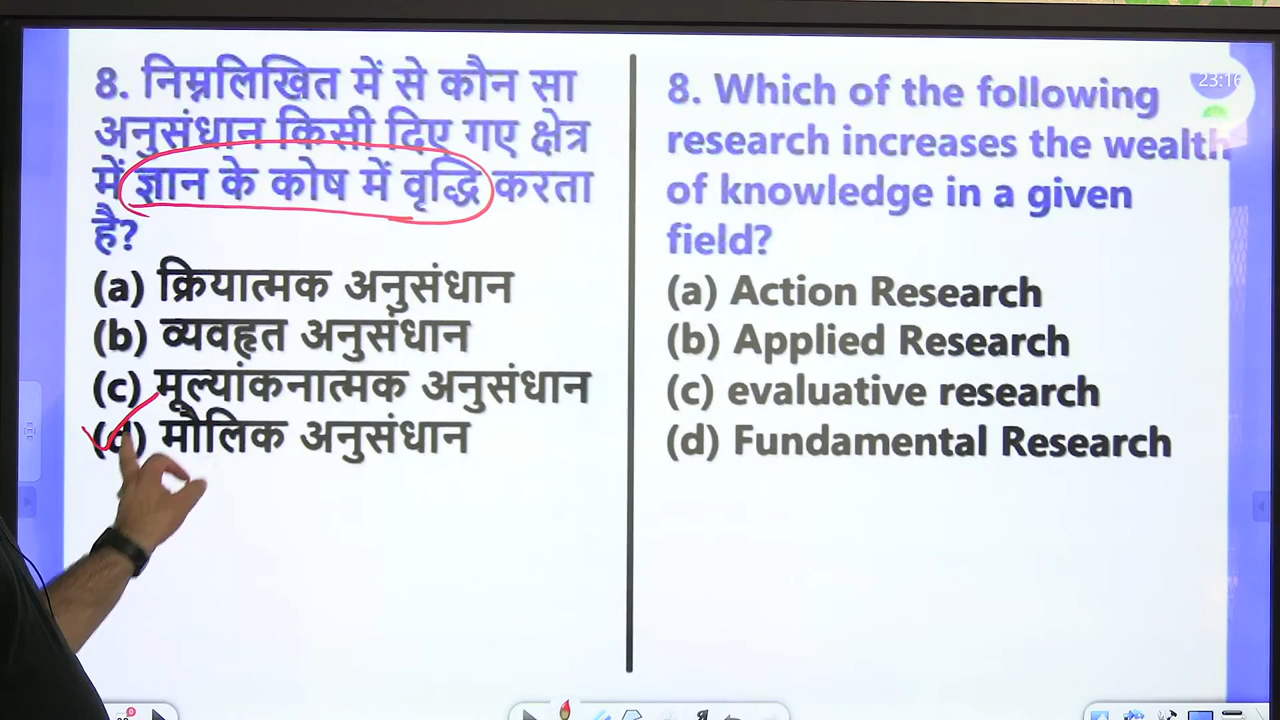 8. निम्नलिखित में से कौन सा
अनुसंधान किसी दिए गए क्षेत्र
में ज्ञान के कोष में वृद्धि करता
है?
(a) क्रियात्मक अनुसंधान
(b) व्यवहृत अनुसंधान
(c) मूल्यांकनात्मक अनुसंधान
(d) मौलिक अनुसंधान
8. Which of the following
research increases the wealth
of knowledge in a given
field?
(a) Action Research
(b) Applied Research
(c) evaluative research
(d) Fundamental Research
23:16